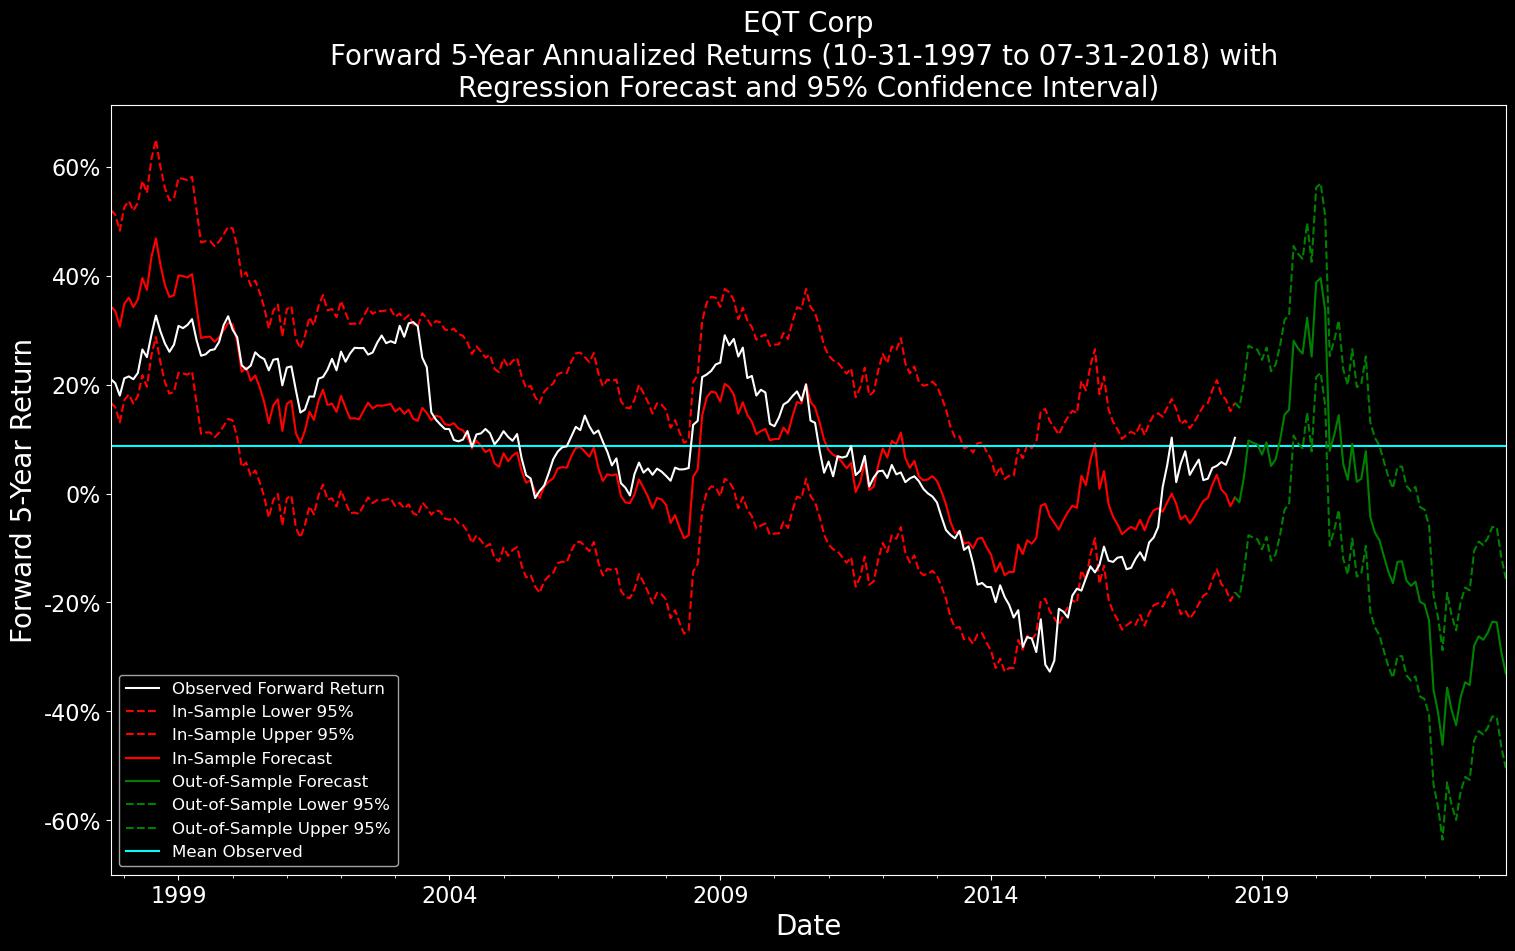 EQT Corp
Forward 5-Year Annualized Returns (10-31-1997 to 07-31-2018) with
Regression Forecast and 95% Confidence Interval)
Forward 5-Year Return
60%
40%
20%
0%
-20%
-40%
-60%
Observed Forward Return
In-Sample Lower 95%
In-Sample Upper 95%
In-Sample Forecast
Out-of-Sample Forecast
Out-of-Sample Lower 95%
Out-of-Sample Upper 95%
Mean Observed
1999 2004 2009 2014 2019
Date